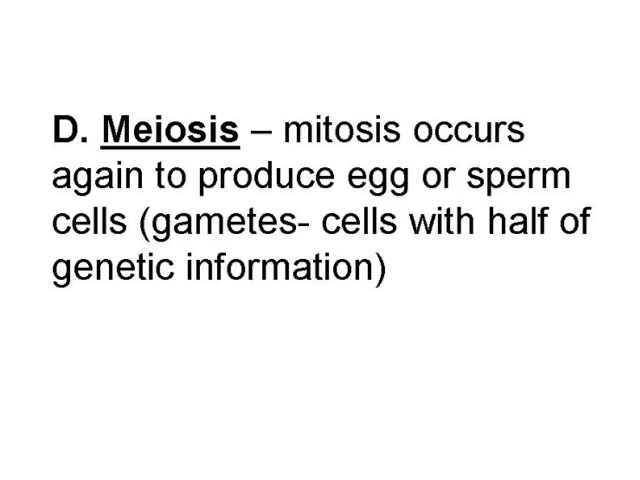 D. Meiosis – mitosis occurs
again to produce egg or sperm
cells (gametes- cells with half of
genetic information)